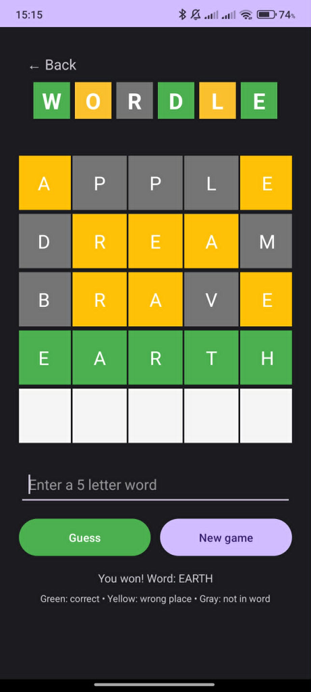 15:15 74%
← Back
WORDLE
A P P L E
D R E A M
B R A V E
E A R T H
Enter a 5 letter word
Guess New game
You won! Word: EARTH
Green: correct • Yellow: wrong place • Gray: not in word